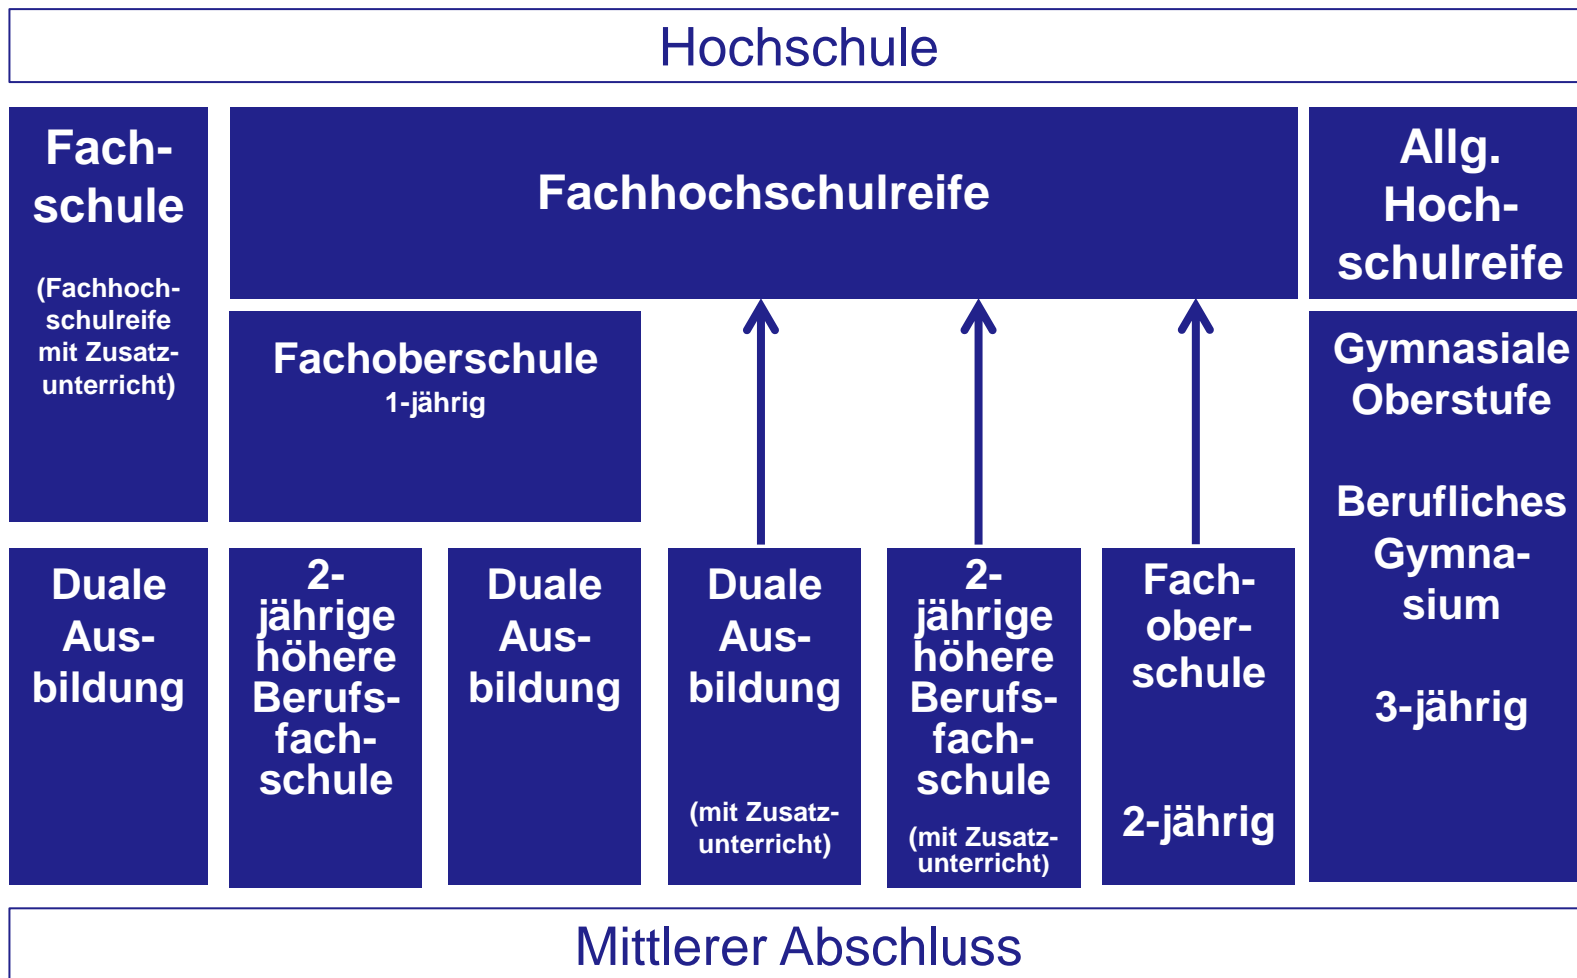 Hochschule
Fach-
schule
(Fachhoch-
schulreife
mit Zusatz-
unterricht)
Fachhochschulreife
Allg.
Hoch-
schulreife
Fachoberschule
1-jährig
Gymnasiale
Oberstufe
Berufliches
Gymna-
sium
3-jährig
Duale
Aus-
bildung
2-
jährige
höhere
Berufs-
fach-
schule
Duale
Aus-
bildung
Duale
Aus-
bildung
(mit Zusatz-
unterricht)
2-
jährige
höhere
Berufs-
fach-
schule
(mit Zusatz-
unterricht)
Fach-
ober-
schule
2-jährig
Mittlerer Abschluss